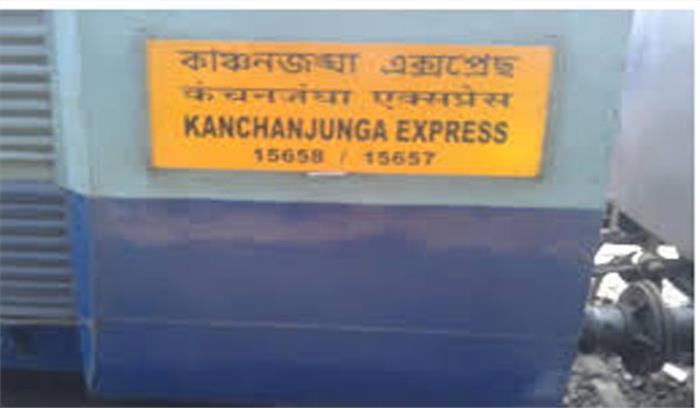 কাঞ্চনজঙ্ঘা এক্সপ্ৰেছ
कंचनजंघा एक्सप्रेस
KANCHANJUNGA EXPRESS
15658 / 15657